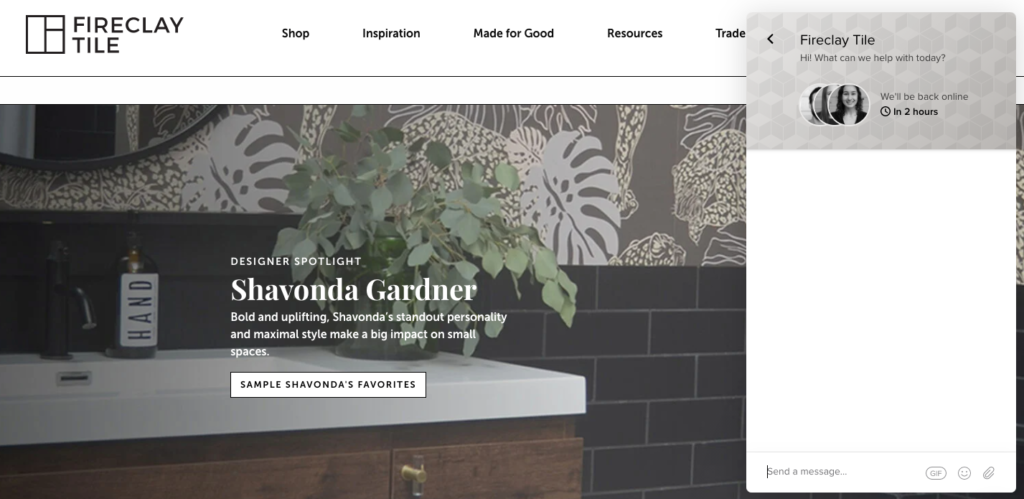 FIRECLAY
TILE
Shop
Inspiration
Made for Good
Resources
Trade
DESIGNER SPOTLIGHT
Shavonda Gardner
Bold and uplifting, Shavonda's standout personality
and maximal style make a big impact on small
spaces.
SAMPLE SHAVONDA'S FAVORITES
HAND
Fireclay Tile
Hi! What can we help with today?
We'll be back online
In 2 hours
Send a message...
GIF